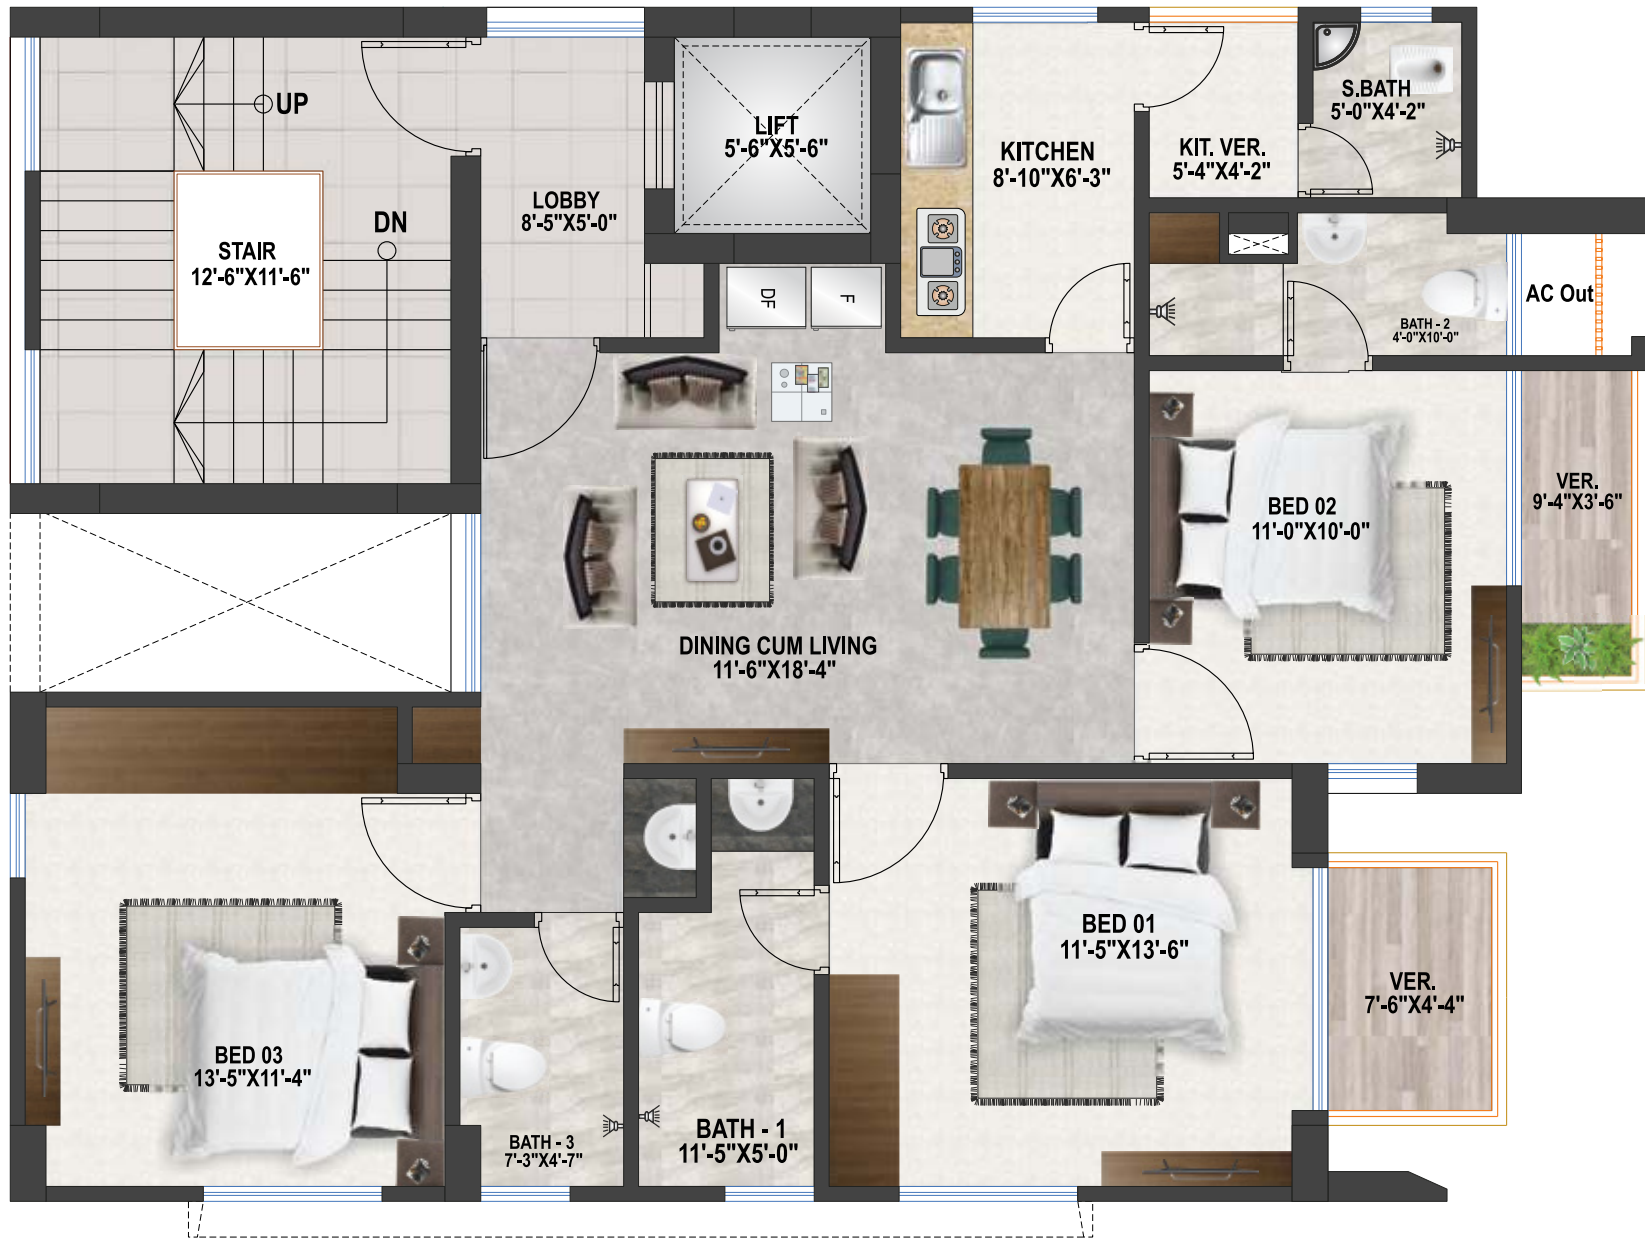 UP
LIFT
5'-6"X5'-6"
KITCHEN
8'-10"X6'-3"
KIT. VER.
5'-4"X4'-2"
S.BATH
5'-0"X4'-2"
LOBBY
8'-5"X5'-0"
DN
STAIR
12'-6"X11'-6"
DF
F
AC Out
BATH - 2
4'-0"X10'-0"
BED 02
11'-0"X10'-0"
VER.
9'-4"X3'-6"
DINING CUM LIVING
11'-6"X18'-4"
BED 01
11'-5"X13'-6"
VER.
7'-6"X4'-4"
BED 03
13'-5"X11'-4"
BATH - 3
7'-3"X4'-7"
BATH - 1
11'-5"X5'-0"